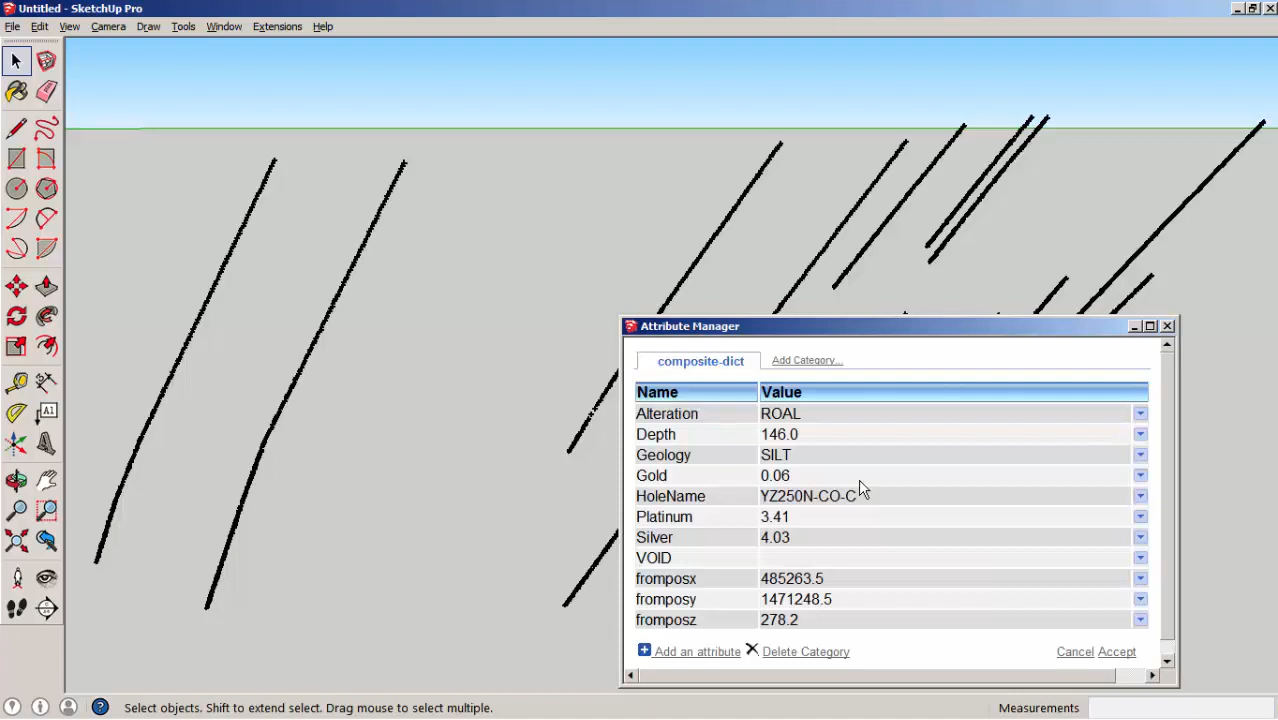 Untitled - SketchUp Pro
File Edit View Camera Draw Tools Window Extensions Help
A1
Attribute Manager
composite-dict Add Category...
Name Value
Alteration ROAL
Depth 146.0
Geology SILT
Gold 0.06
HoleName YZ250N-CO-C
Platinum 3.41
Silver 4.03
VOID
fromposx 485263.5
fromposy 1471248.5
fromposz 278.2
Add an attribute Delete Category Cancel Accept
Select objects. Shift to extend select. Drag mouse to select multiple. Measurements